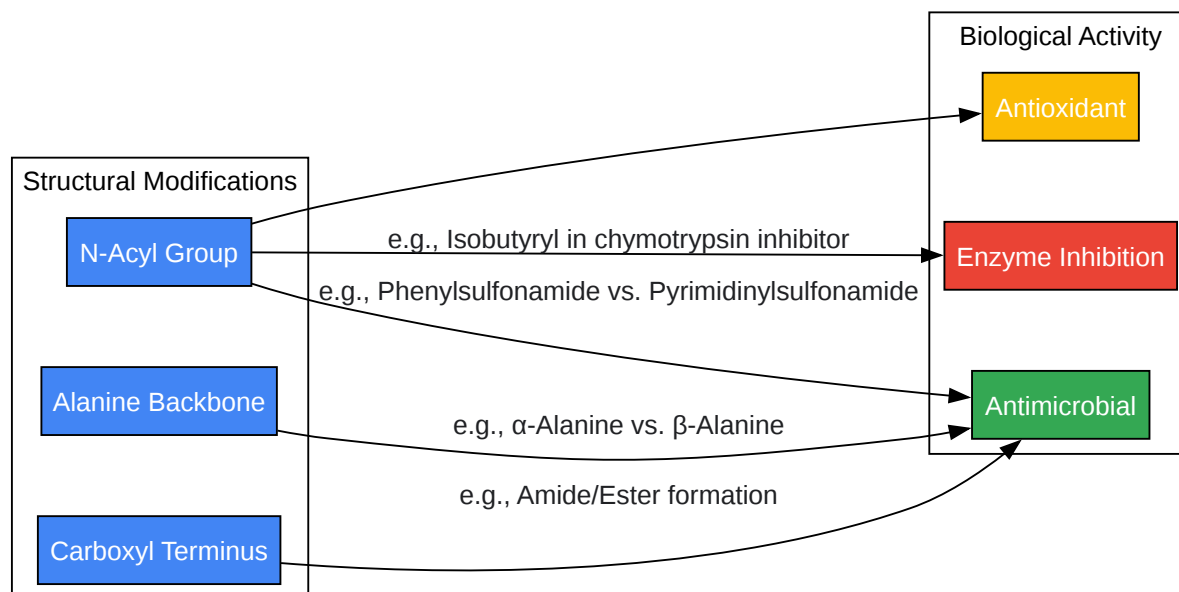 Biological Activity
Antioxidant
Structural Modifications
N-Acyl Group
e.g., Isobutyryl in chymotrypsin inhibitor
Enzyme Inhibition
e.g., Phenylsulfonamide vs. Pyrimidinylsulfonamide
Alanine Backbone
Antimicrobial
e.g., α-Alanine vs. β-Alanine
e.g., Amide/Ester formation
Carboxyl Terminus